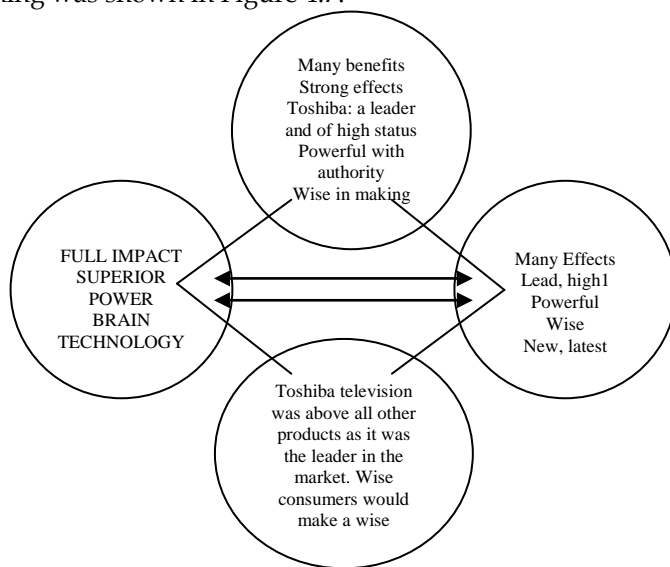 king was shown in Figure 4.7.
Many benefits
Strong effects
Toshiba: a leader
and of high status
Powerful with
authority
Wise in making
FULL IMPACT
SUPERIOR
POWER
BRAIN
TECHNOLOGY
Many Effects
Lead, high1
Powerful
Wise
New, latest
Toshiba television
was above all other
products as it was
the leader in the
market. Wise
consumers would
make a wise